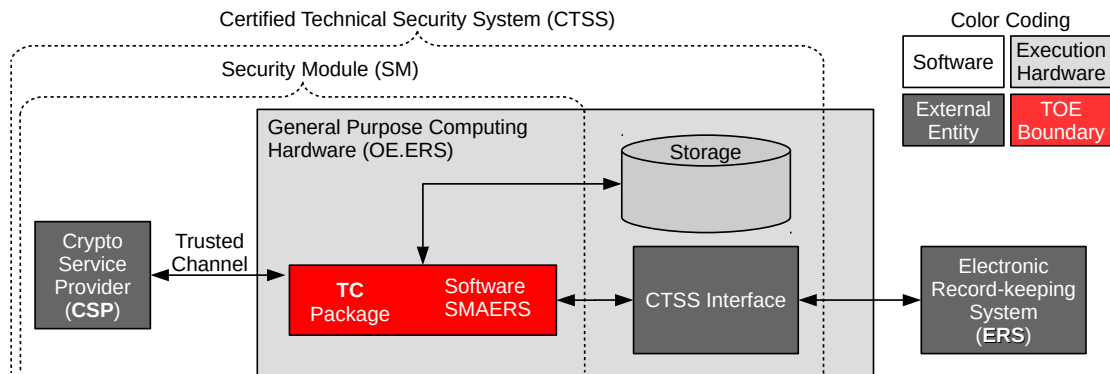 Certified Technical Security System (CTSS)
Security Module (SM)
Color Coding
Software
Execution
Hardware
External
Entity
TOE
Boundary
General Purpose Computing
Hardware (OE.ERS)
Storage
Crypto
Service
Provider
(CSP)
Trusted
Channel
TC
Package
Software
SMAERS
CTSS Interface
Electronic
Record-keeping
System
(ERS)